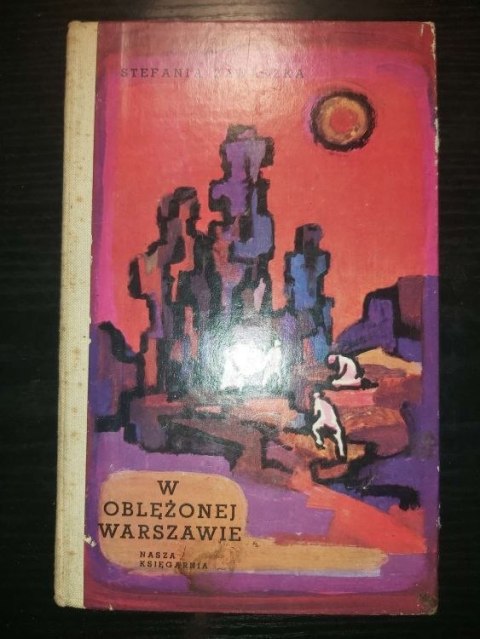 STEFANIA
W
OBLĘŻONEJ
WARSZAWIE
NASZA
KSIĘGARNIA